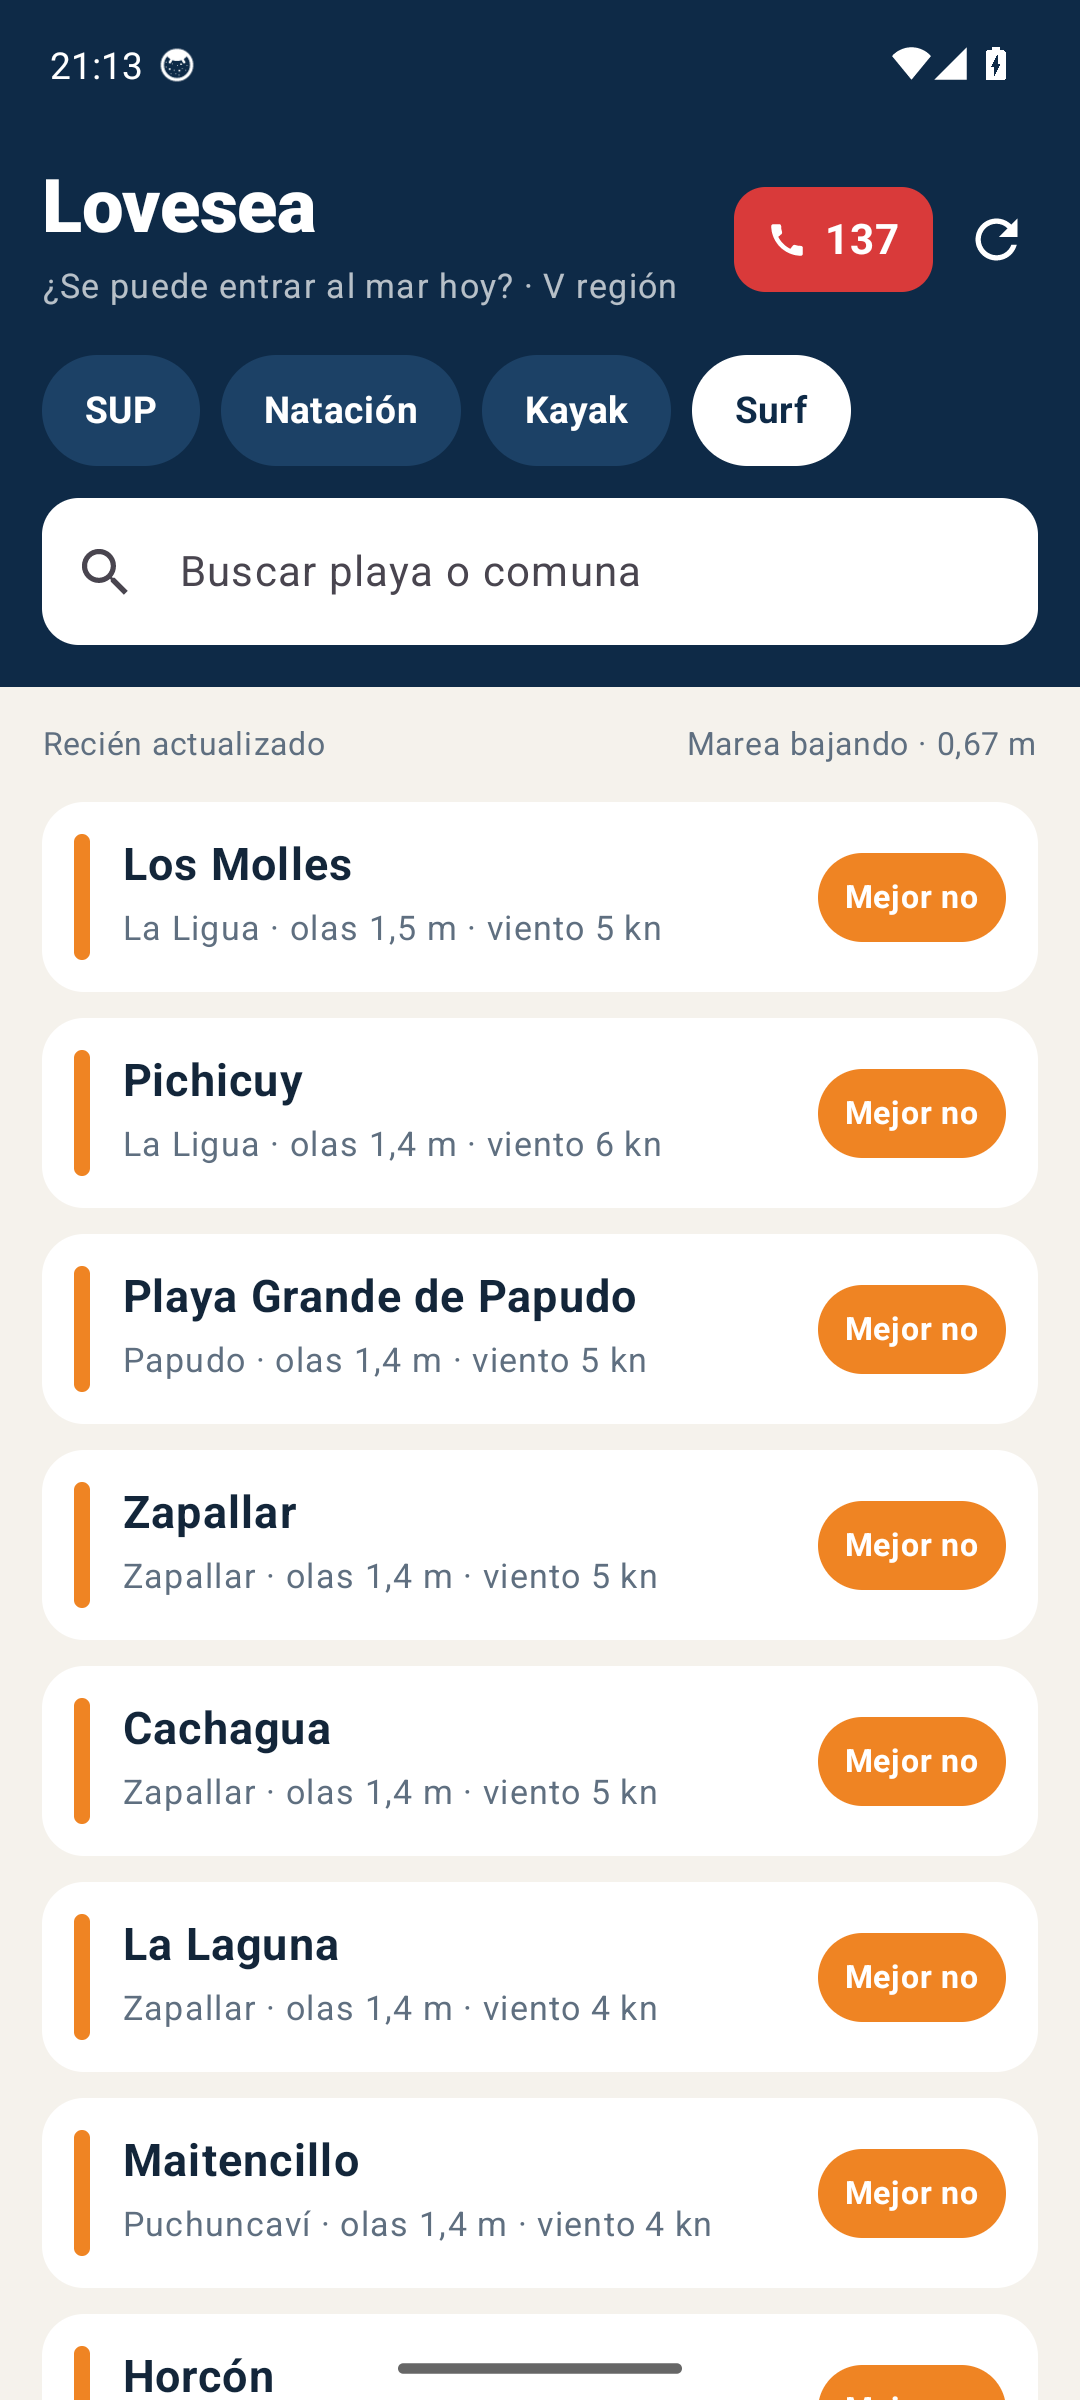 21:13
Lovesea
137
¿Se puede entrar al mar hoy? · V región
SUP
Natación
Kayak
Surf
Buscar playa o comuna
Recién actualizado
Marea bajando · 0,67 m
Los Molles
La Ligua · olas 1,5 m · viento 5 kn
Mejor no
Pichicuy
La Ligua · olas 1,4 m · viento 6 kn
Mejor no
Playa Grande de Papudo
Papudo · olas 1,4 m · viento 5 kn
Mejor no
Zapallar
Zapallar · olas 1,4 m · viento 5 kn
Mejor no
Cachagua
Zapallar · olas 1,4 m · viento 5 kn
Mejor no
La Laguna
Zapallar · olas 1,4 m · viento 4 kn
Mejor no
Maitencillo
Puchuncaví · olas 1,4 m · viento 4 kn
Mejor no
Horcón